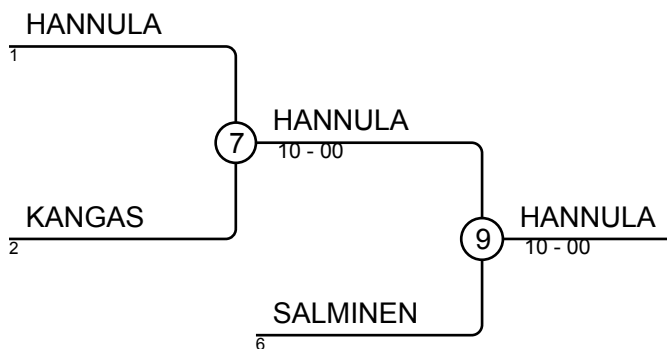 HANNULA
1
7
HANNULA
10 - 00
KANGAS
2
9
HANNULA
10 - 00
SALMINEN
6